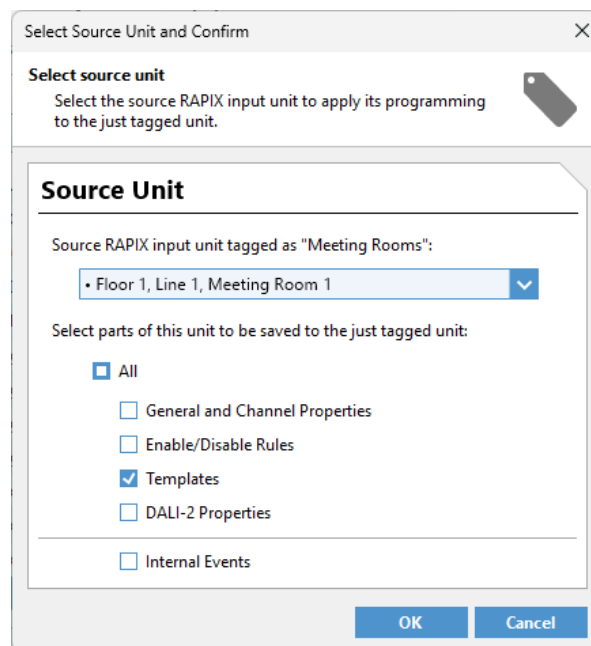 Select Source Unit and Confirm
Select source unit
Select the source RAPIX input unit to apply its programming
to the just tagged unit.
Source Unit
Source RAPIX input unit tagged as "Meeting Rooms":
• Floor 1, Line 1, Meeting Room 1
Select parts of this unit to be saved to the just tagged unit:
All
General and Channel Properties
Enable/Disable Rules
Templates
DALI-2 Properties
Internal Events
OK
Cancel